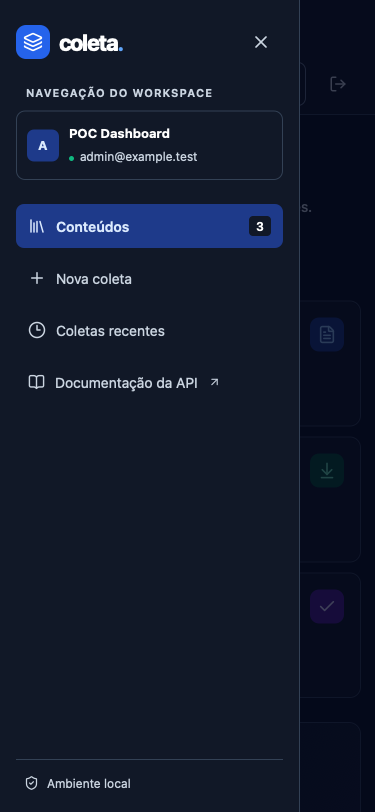 coleta.
NAVEGAÇÃO DO WORKSPACE
A
POC Dashboard
admin@example.test
Conteúdos
3
Nova coleta
Coletas recentes
Documentação da API
s.
Ambiente local